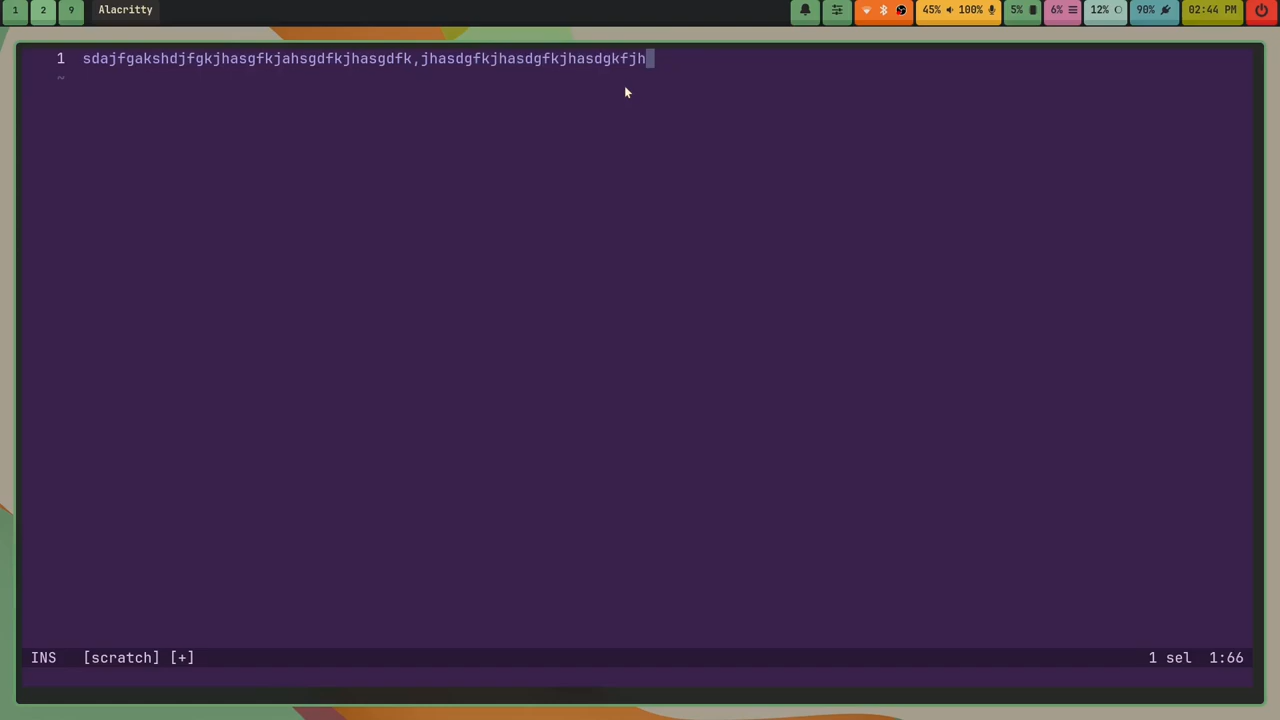 1 2 9 Alacritty 45% 100% 5% 6% 12% 90% 02:44 PM
1 sdajfgakshdjfgkjhasgfkjahsgdfkjhasgdfk,jhasdgfkjhasdgfkjhasdgkfjh
~
INS [scratch] [+] 1 sel 1:66